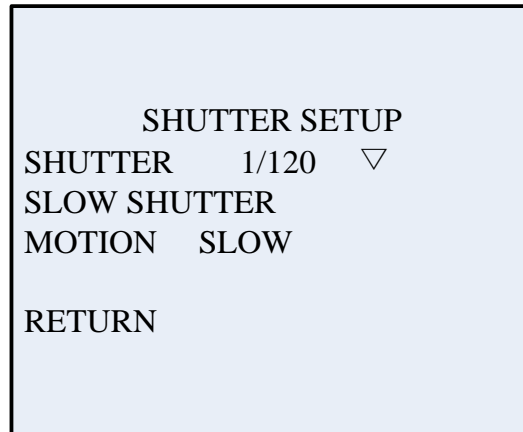 SHUTTER SETUP
SHUTTER 1/120 ▽
SLOW SHUTTER
MOTION SLOW
RETURN